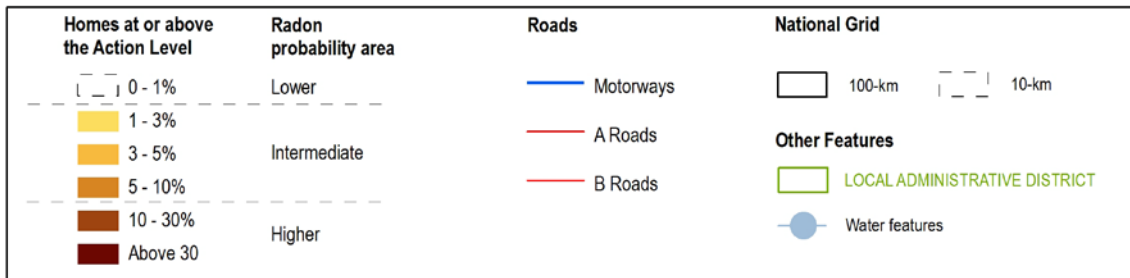 Homes at or above
the Action Level
0 - 1%
1 - 3%
3 - 5%
5 - 10%
10 - 30%
Above 30
Radon
probability area
Lower
Intermediate
Higher
Roads
Motorways
A Roads
B Roads
National Grid
100-km
10-km
Other Features
LOCAL ADMINISTRATIVE DISTRICT
Water features